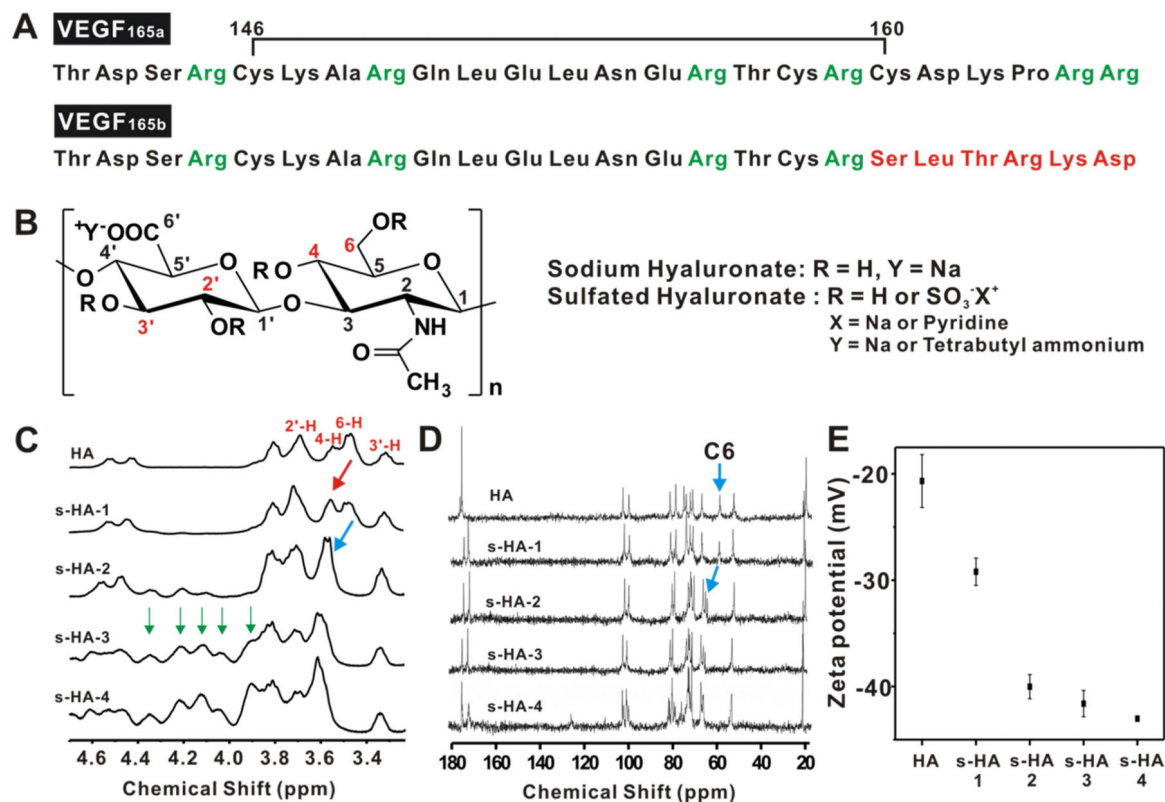 A VEGF165a
146 160
Thr Asp Ser Arg Cys Lys Ala Arg Gln Leu Glu Leu Asn Glu Arg Thr Cys Arg Cys Asp Lys Pro Arg Arg
VEGF165b
Thr Asp Ser Arg Cys Lys Ala Arg Gln Leu Glu Leu Asn Glu Arg Thr Cys Arg Ser Leu Thr Arg Lys Asp
B
+Y-OOC 6' OR
4' 5' 6
O O RO 4 5 O
RO 2' O 2 1
3' OR 1' 3 NH
O
CH3 n
Sodium Hyaluronate: R = H, Y = Na
Sulfated Hyaluronate : R = H or SO3-X+
X = Na or Pyridine
Y = Na or Tetrabutyl ammonium
C
HA 2'-H 4-H 6-H 3'-H
s-HA-1
s-HA-2
s-HA-3
s-HA-4
4.6 4.4 4.2 4.0 3.8 3.6 3.4
Chemical Shift (ppm)
D
C6
HA
s-HA-1
s-HA-2
s-HA-3
s-HA-4
180 160 140 120 100 80 60 40 20
Chemical Shift (ppm)
E
Zeta potential (mV)
-20
-30
-40
HA s-HA s-HA s-HA s-HA
1 2 3 4